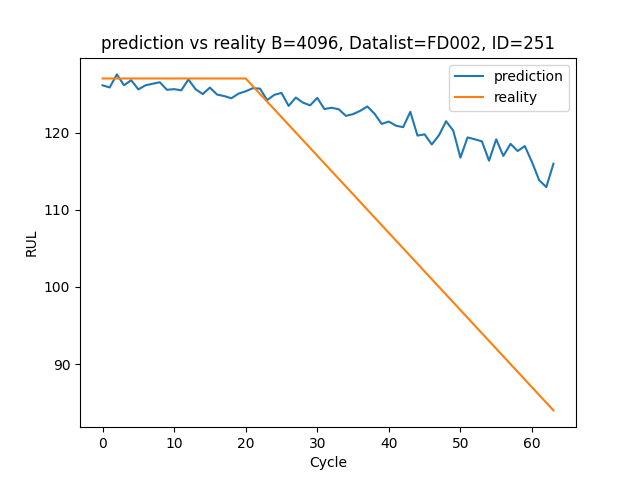 prediction vs reality B=4096, Datalist=FD002, ID=251
prediction
reality
RUL
120
110
100
90
0 10 20 30 40 50 60
Cycle